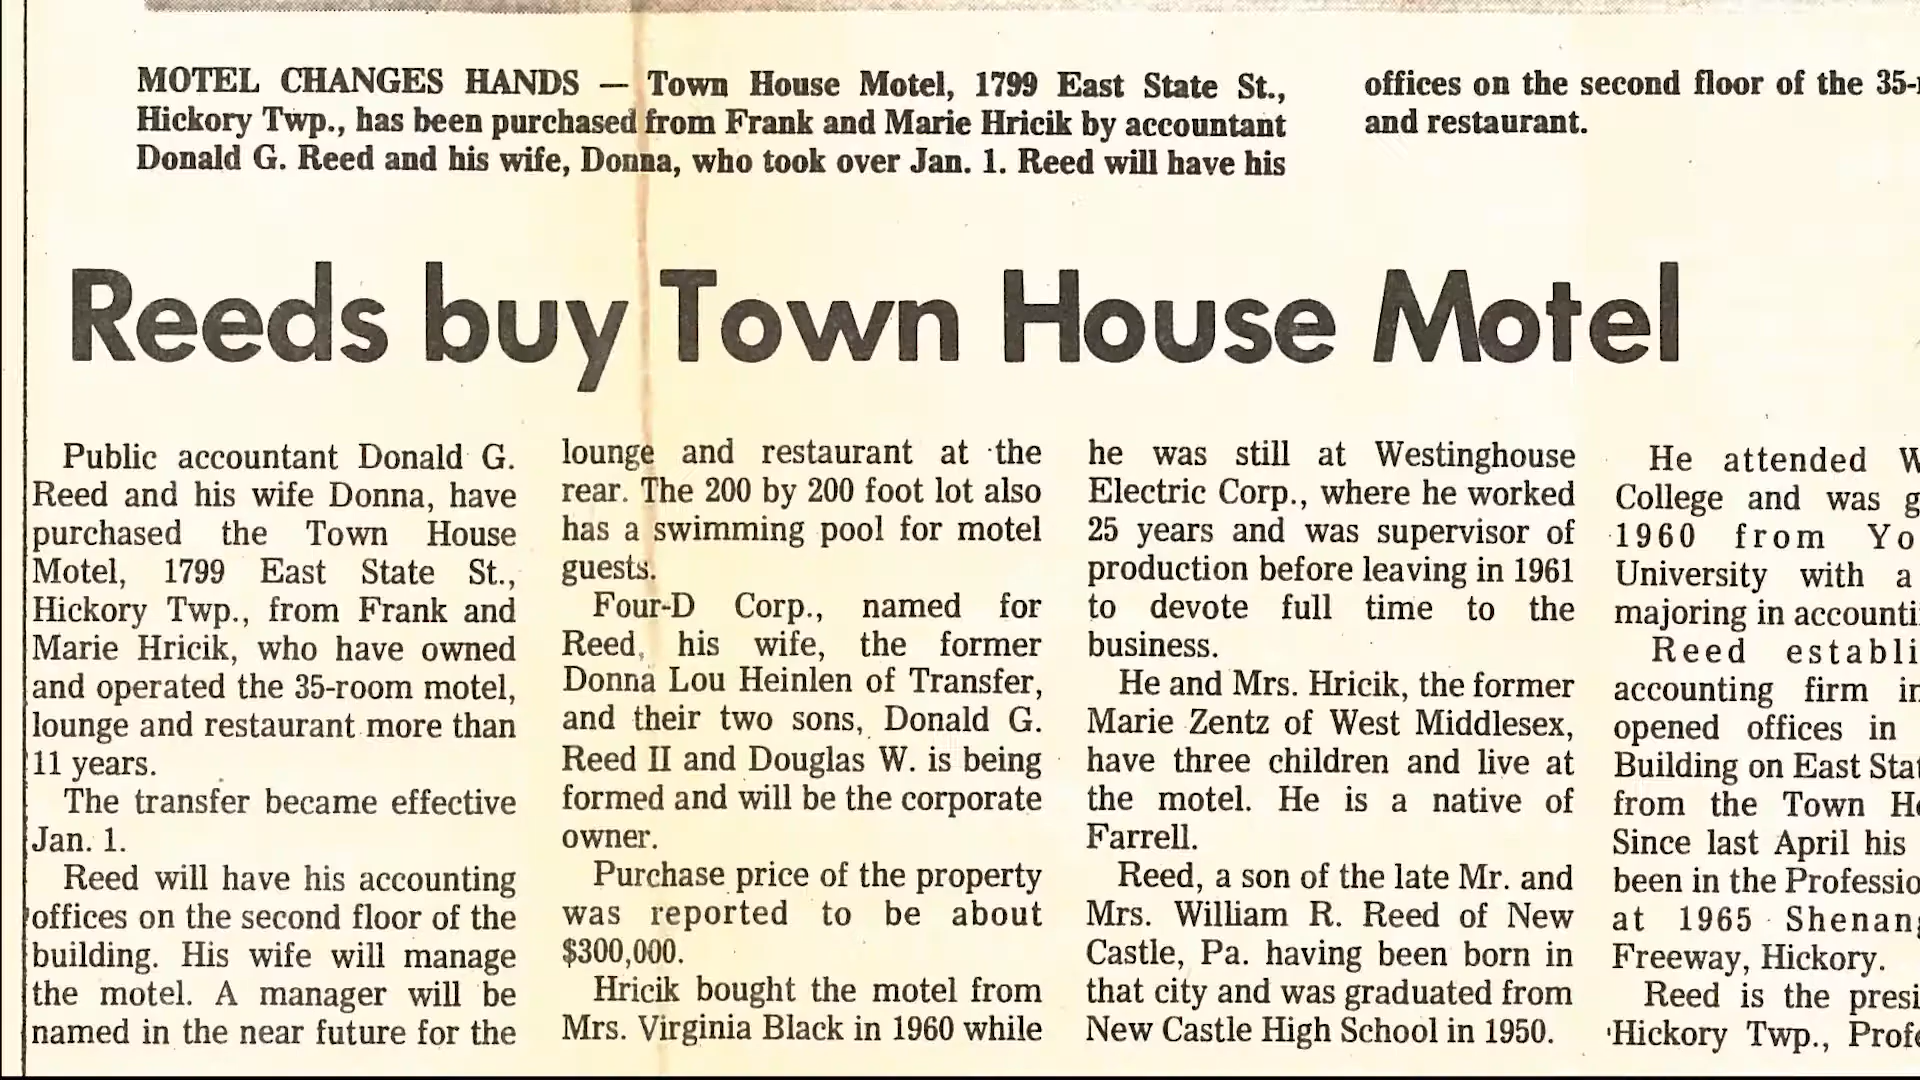 MOTEL CHANGES HANDS — Town House Motel, 1799 East State St.,
Hickory Twp., has been purchased from Frank and Marie Hricik by accountant
Donald G. Reed and his wife, Donna, who took over Jan. 1. Reed will have his
offices on the second floor of the 35-
and restaurant.
Reeds buy Town House Motel
Public accountant Donald G.
Reed and his wife Donna, have
purchased the Town House
Motel, 1799 East State St.,
Hickory Twp., from Frank and
Marie Hricik, who have owned
and operated the 35-room motel,
lounge and restaurant more than
11 years.
The transfer became effective
Jan. 1.
Reed will have his accounting
offices on the second floor of the
building. His wife will manage
the motel. A manager will be
named in the near future for the
lounge and restaurant at the
rear. The 200 by 200 foot lot also
has a swimming pool for motel
guests.
Four-D Corp., named for
Reed, his wife, the former
Donna Lou Heinlen of Transfer,
and their two sons, Donald G.
Reed II and Douglas W. is being
formed and will be the corporate
owner.
Purchase price of the property
was reported to be about
$300,000.
Hricik bought the motel from
Mrs. Virginia Black in 1960 while
he was still at Westinghouse
Electric Corp., where he worked
25 years and was supervisor of
production before leaving in 1961
to devote full time to the
business.
He and Mrs. Hricik, the former
Marie Zentz of West Middlesex,
have three children and live at
the motel. He is a native of
Farrell.
Reed, a son of the late Mr. and
Mrs. William R. Reed of New
Castle, Pa. having been born in
that city and was graduated from
New Castle High School in 1950.
He attended
College and was
1960 from
University with a
majoring in
Reed
accounting firm
opened offices in
Building on East
from the Town
Since last April his
been in the
at 1965
Freeway, Hickory.
Reed is the
Hickory Twp.,